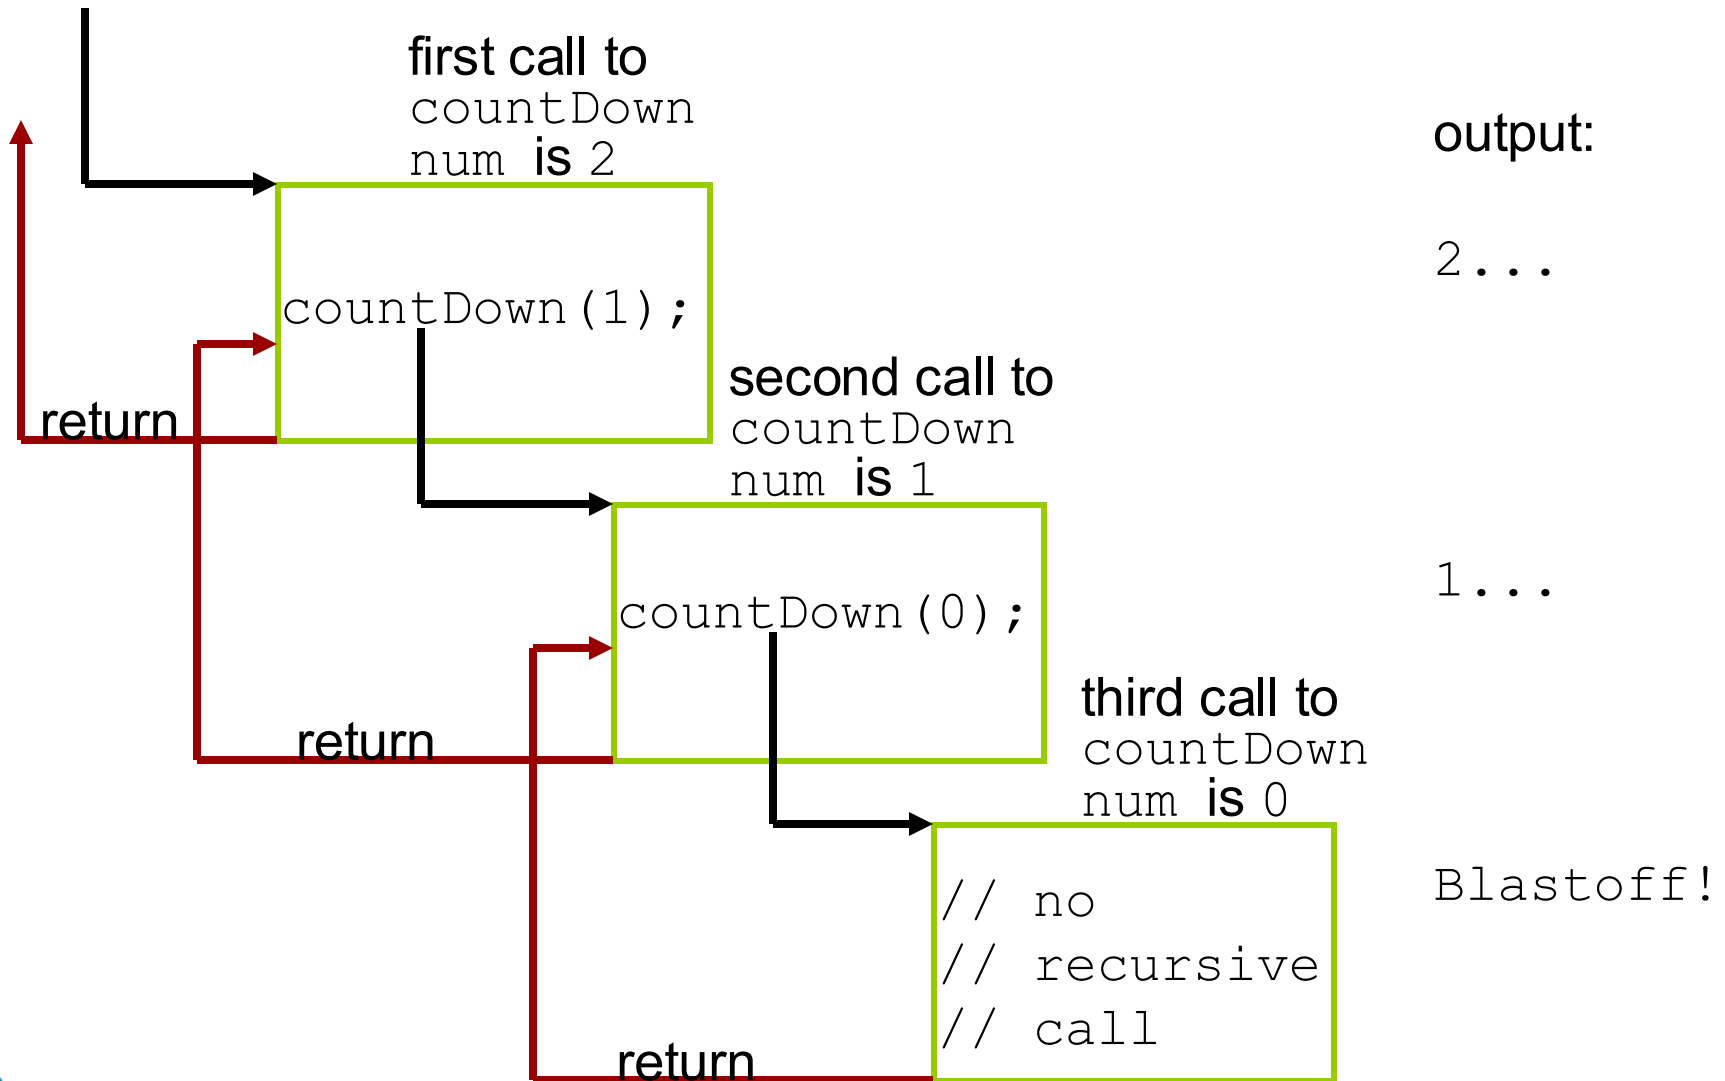 first call to
countDown
num is 2
output:
2...
countDown(1);
return
second call to
countDown
num is 1
1...
countDown(0);
return
third call to
countDown
num is 0
Blastoff!
// no
// recursive
// call
return